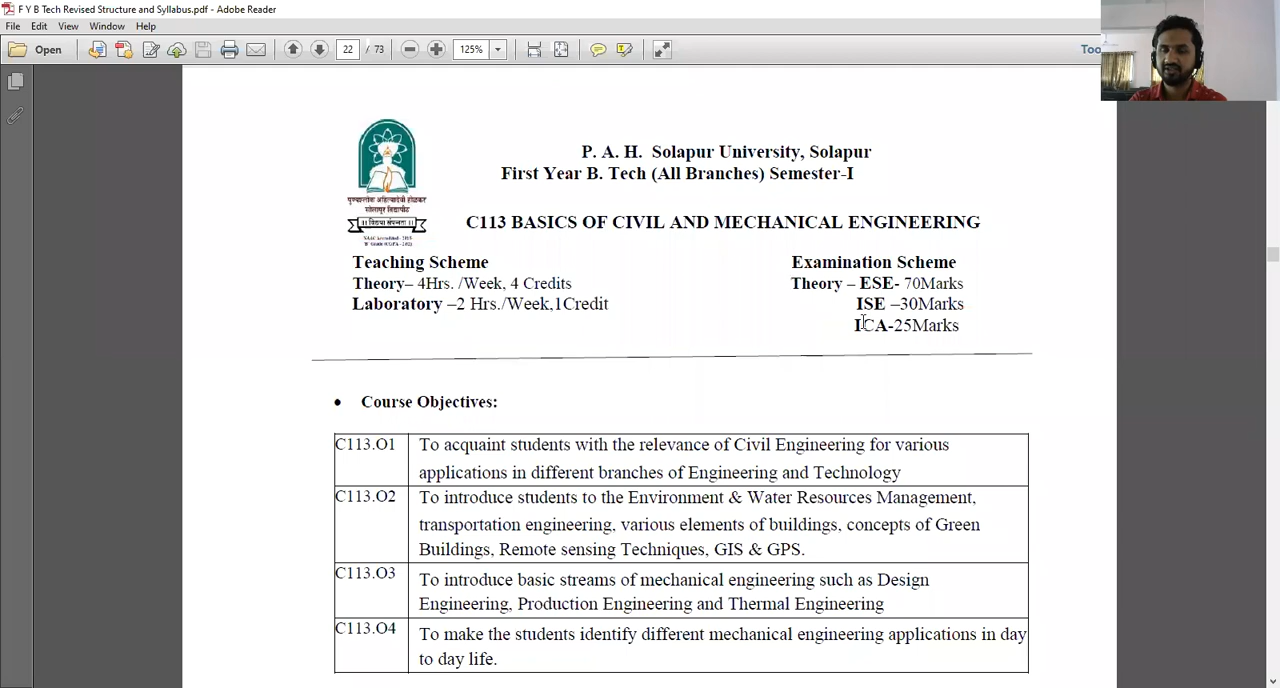 F Y B Tech Revised Structure and Syllabus.pdf - Adobe Reader
File Edit View Window Help
Open 22 / 73 125% Too
P. A. H. Solapur University, Solapur
First Year B. Tech (All Branches) Semester-I
पुण्यश्लोक अहिल्यादेवी होळकर
सोलापूर विद्यापीठ
।। विद्यया संपन्नता ।।
C113 BASICS OF CIVIL AND MECHANICAL ENGINEERING
Teaching Scheme Examination Scheme
Theory– 4Hrs. /Week, 4 Credits Theory – ESE- 70Marks
Laboratory –2 Hrs./Week,1Credit ISE –30Marks
ICA-25Marks
• Course Objectives:
C113.O1 To acquaint students with the relevance of Civil Engineering for various
applications in different branches of Engineering and Technology
C113.O2 To introduce students to the Environment & Water Resources Management,
transportation engineering, various elements of buildings, concepts of Green
Buildings, Remote sensing Techniques, GIS & GPS.
C113.O3 To introduce basic streams of mechanical engineering such as Design
Engineering, Production Engineering and Thermal Engineering
C113.O4 To make the students identify different mechanical engineering applications in day
to day life.